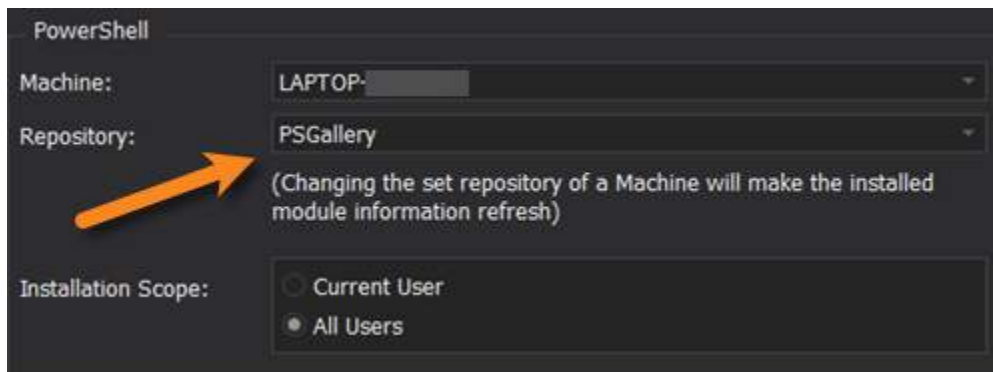 PowerShell
Machine: LAPTOP-
Repository: PSGallery
(Changing the set repository of a Machine will make the installed
module information refresh)
Installation Scope: Current User
All Users